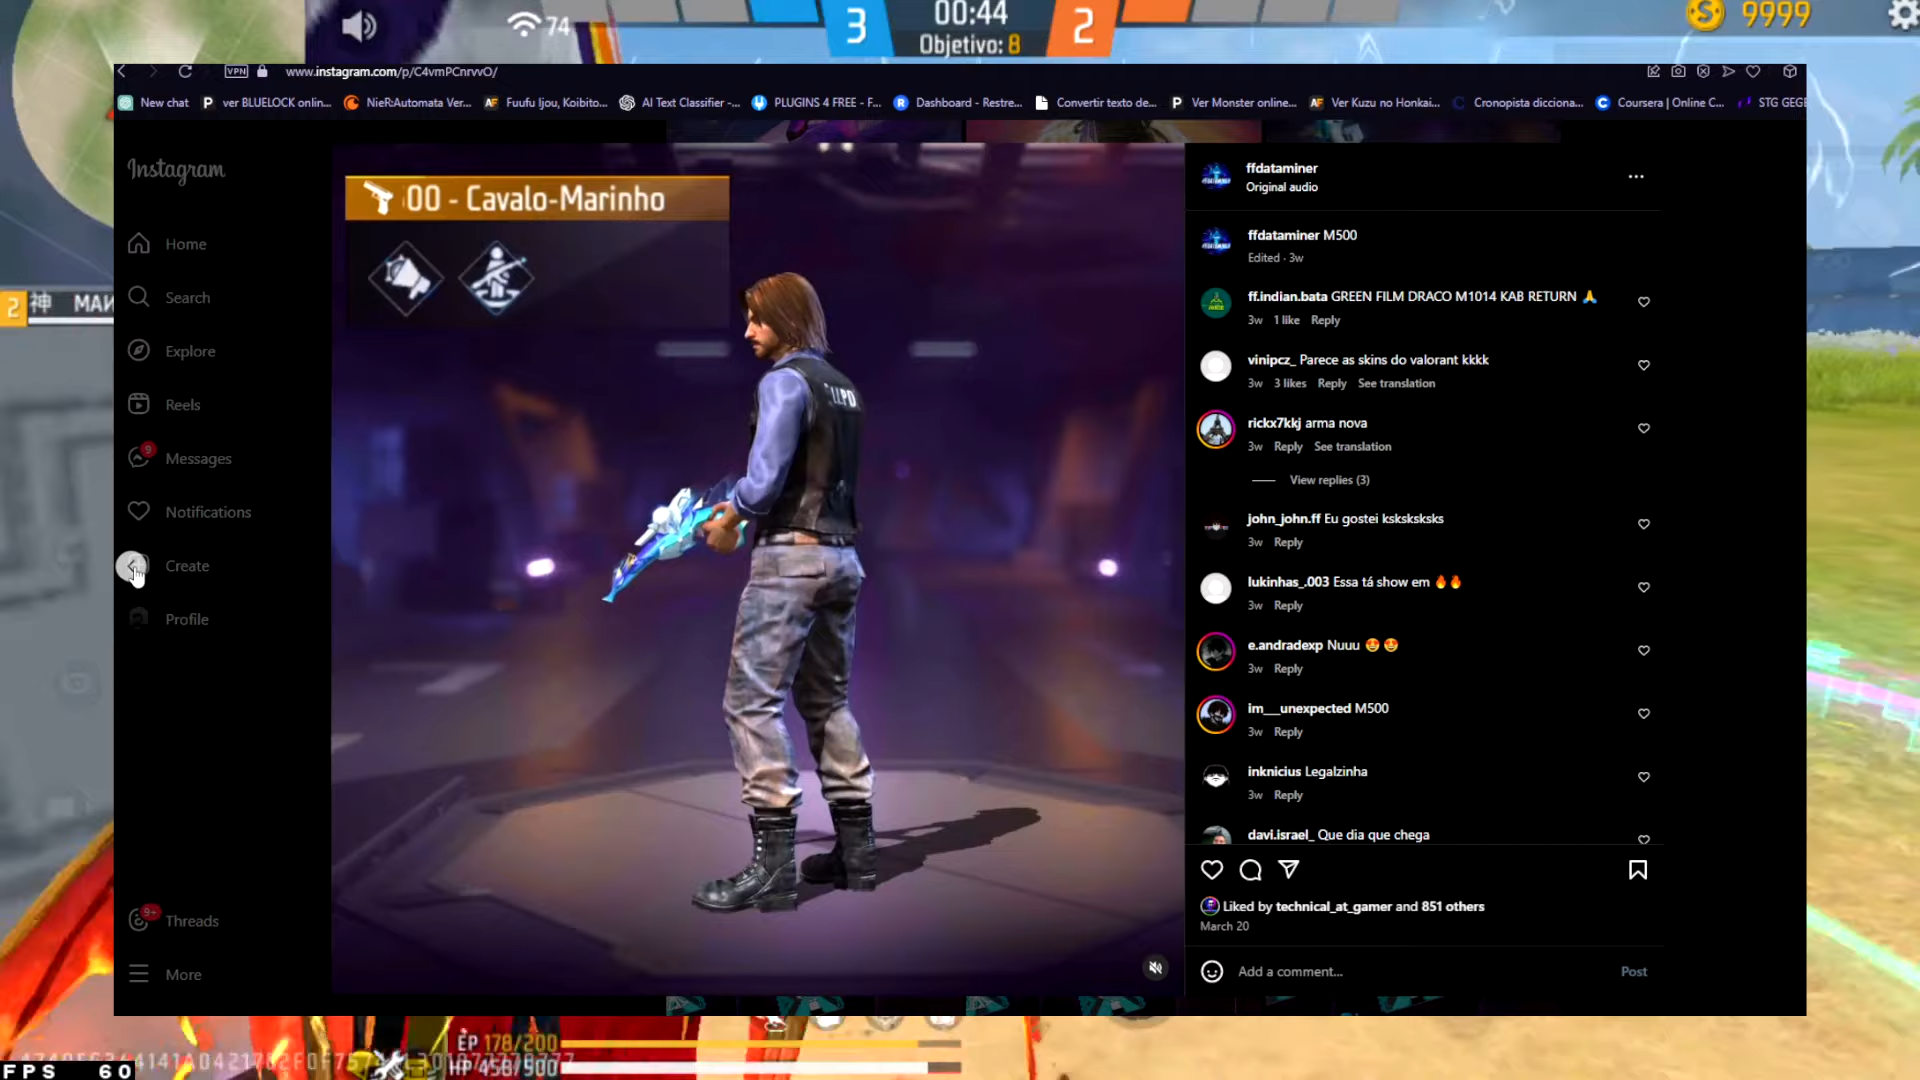 74
3
00:44
Objetivo: 8
2
9999
www.instagram.com/p/C4vmPCnrvvO/
VPN
New chat
ver BLUELOCK onlin...
NieR:Automata Ver...
Fuufu Ijou, Koibito...
AI Text Classifier -...
PLUGINS 4 FREE - F...
Dashboard - Restre...
Convertir texto de...
Ver Monster online...
Ver Kuzu no Honkai...
Cronopista dicciona...
Coursera | Online C...
STG GEGE
Instagram
Home
Search
Explore
Reels
9
Messages
Notifications
Create
Profile
9+
Threads
More
2
神
00 - Cavalo-Marinho
ffdataminer
Original audio
ffdataminer M500
Edited · 3w
ff.indian.bata GREEN FILM DRACO M1014 KAB RETURN 🙏
3w 1 like Reply
vinipcz_ Parece as skins do valorant kkkk
3w 3 likes Reply See translation
rickx7kkj arma nova
3w Reply See translation
View replies (3)
john_john.ff Eu gostei ksksksksks
3w Reply
lukinhas_.003 Essa tá show em 🔥🔥
3w Reply
e.andradexp Nuuu 😍😍
3w Reply
im___unexpected M500
3w Reply
inknicius Legalzinha
3w Reply
davi.israel_ Que dia que chega
Liked by technical_at_gamer and 851 others
March 20
Add a comment...
Post
EP 178/200
HP 458/500
FPS 60